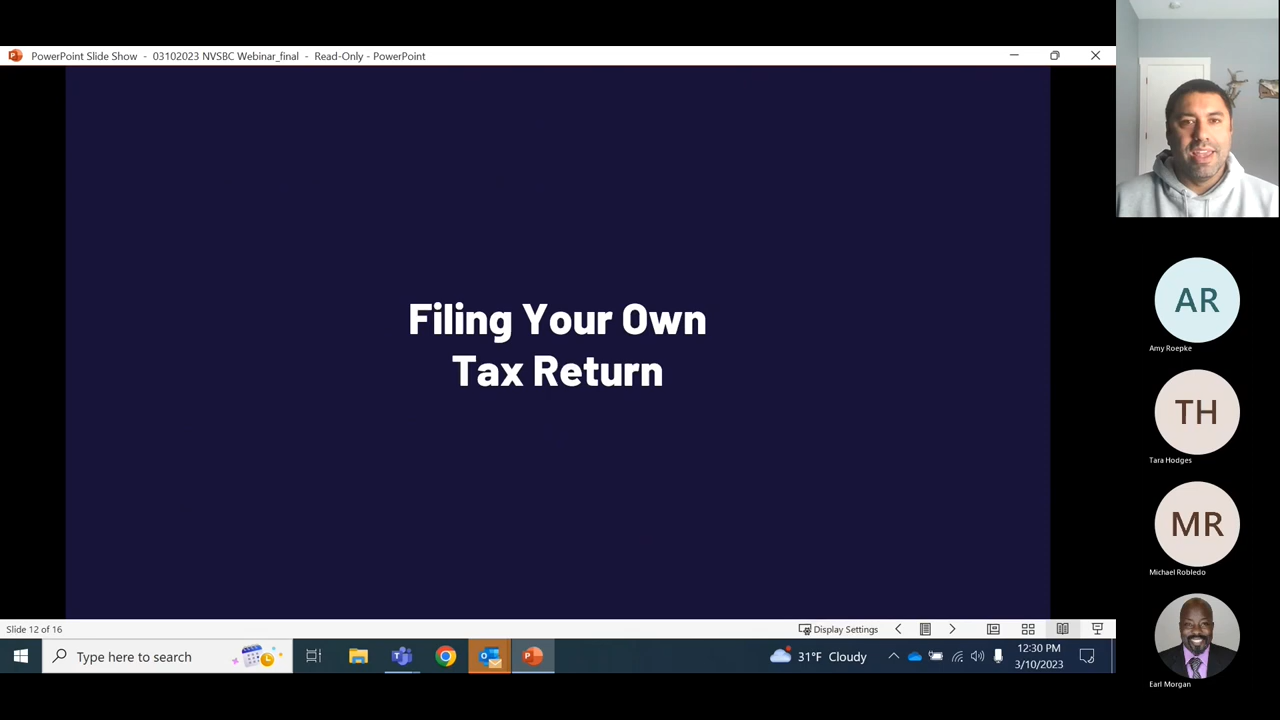 PowerPoint Slide Show - 03102023 NVSBC Webinar_final - Read-Only - PowerPoint
Filing Your Own
Tax Return
AR
Amy Roepke
TH
Tara Hodges
MR
Michael Robledo
Earl Morgan
Slide 12 of 16
Display Settings
Type here to search
31°F Cloudy
12:30 PM
3/10/2023